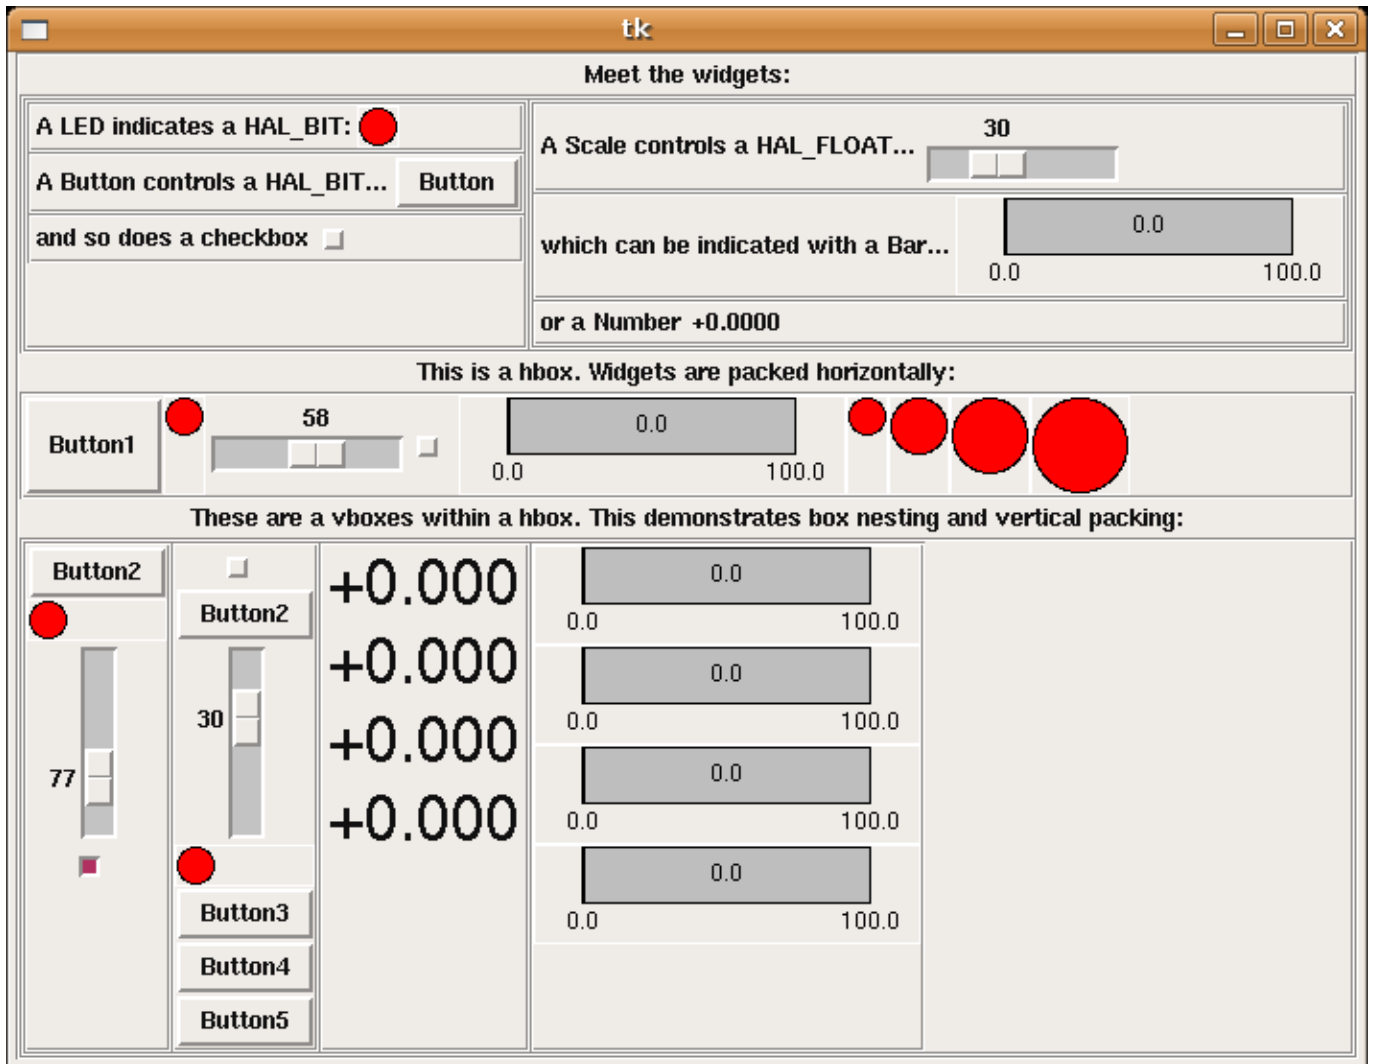 tk
Meet the widgets:
A LED indicates a HAL_BIT:
A Button controls a HAL_BIT... Button
and so does a checkbox
30
A Scale controls a HAL_FLOAT...
0.0
which can be indicated with a Bar...
0.0 100.0
or a Number +0.0000
This is a hbox. Widgets are packed horizontally:
Button1
58
0.0
0.0 100.0
These are a vboxes within a hbox. This demonstrates box nesting and vertical packing:
Button2
77
Button2
30
Button3
Button4
Button5
+0.000
+0.000
+0.000
+0.000
0.0
0.0 100.0
0.0
0.0 100.0
0.0
0.0 100.0
0.0
0.0 100.0